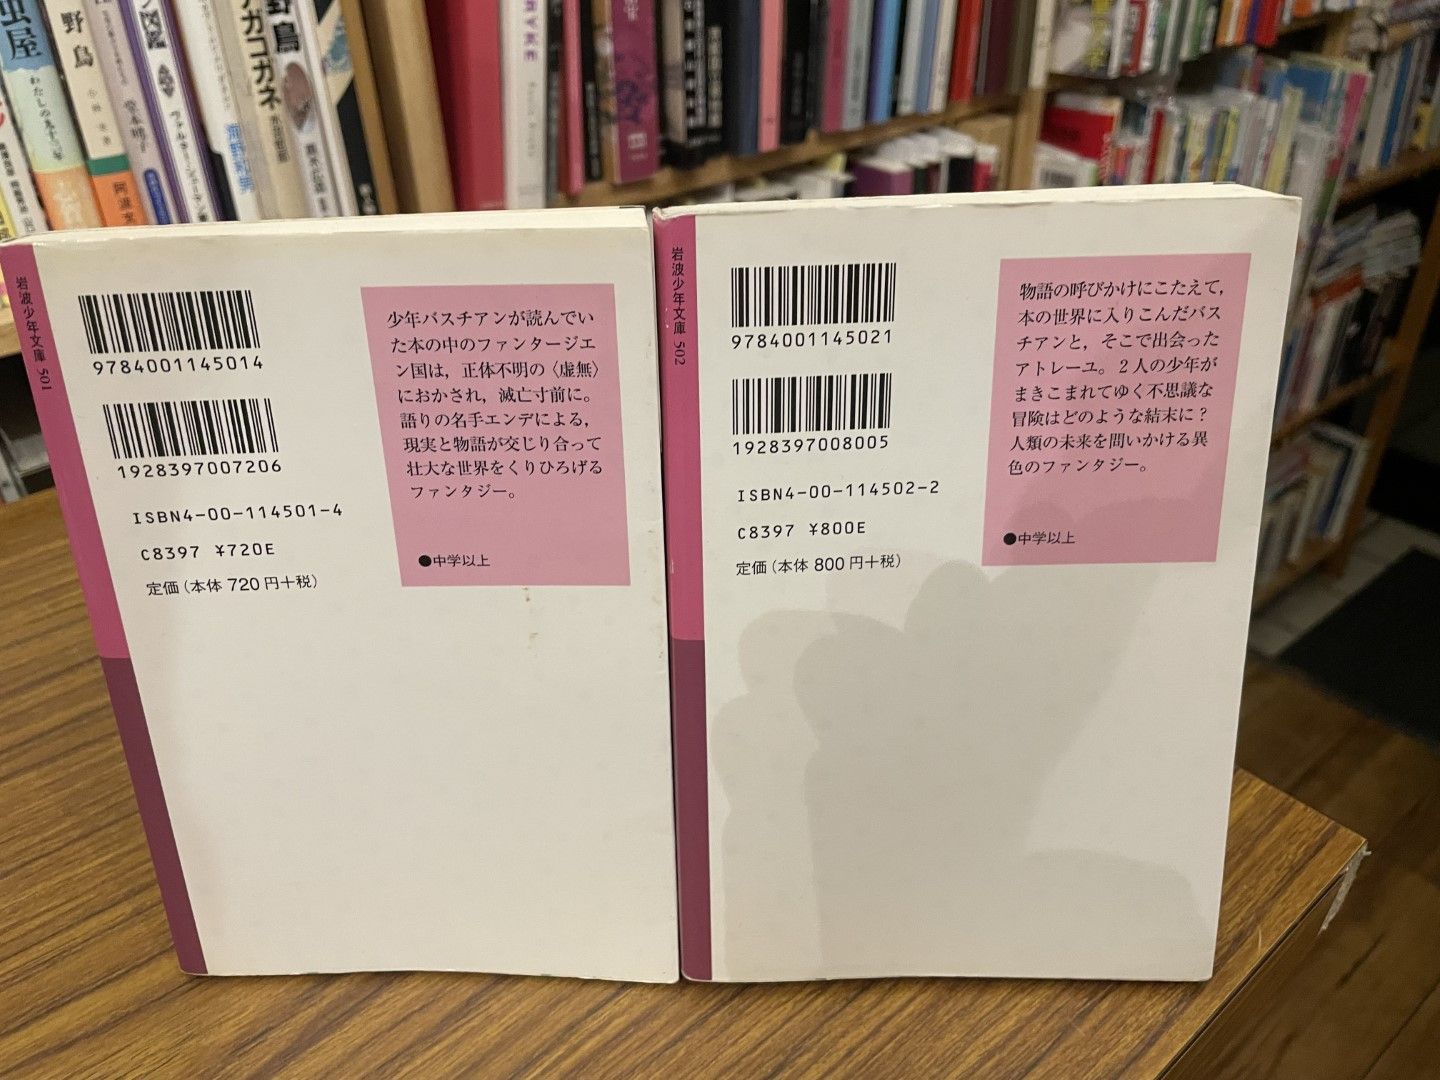 岩波少年文庫 501
9784001145014
1928397007206
ISBN4-00-114501-4
C8397 ¥720E
定価(本体 720 円十税)
少年バスチアンが読んでい
た本の中のファンタージエ
ン国は，正体不明の〈虚無〉
におかされ，滅亡寸前に。
語りの名手エンデによる，
現実と物語が交じり合って
壮大な世界をくりひろげる
ファンタジー。
●中学以上
岩波少年文庫 502
9784001145021
1928397008005
ISBN4-00-114502-2
C8397 ¥800E
定価(本体 800 円十税)
物語の呼びかけにこたえて，
本の世界に入りこんだバス
チアンと，そこで出会った
アトレーユ。２人の少年が
まきこまれてゆく不思議な
冒険はどのような結末に？
人類の未来を問いかける異
色のファンタジー。
●中学以上
虫屋
わたしの
野鳥
野鳥